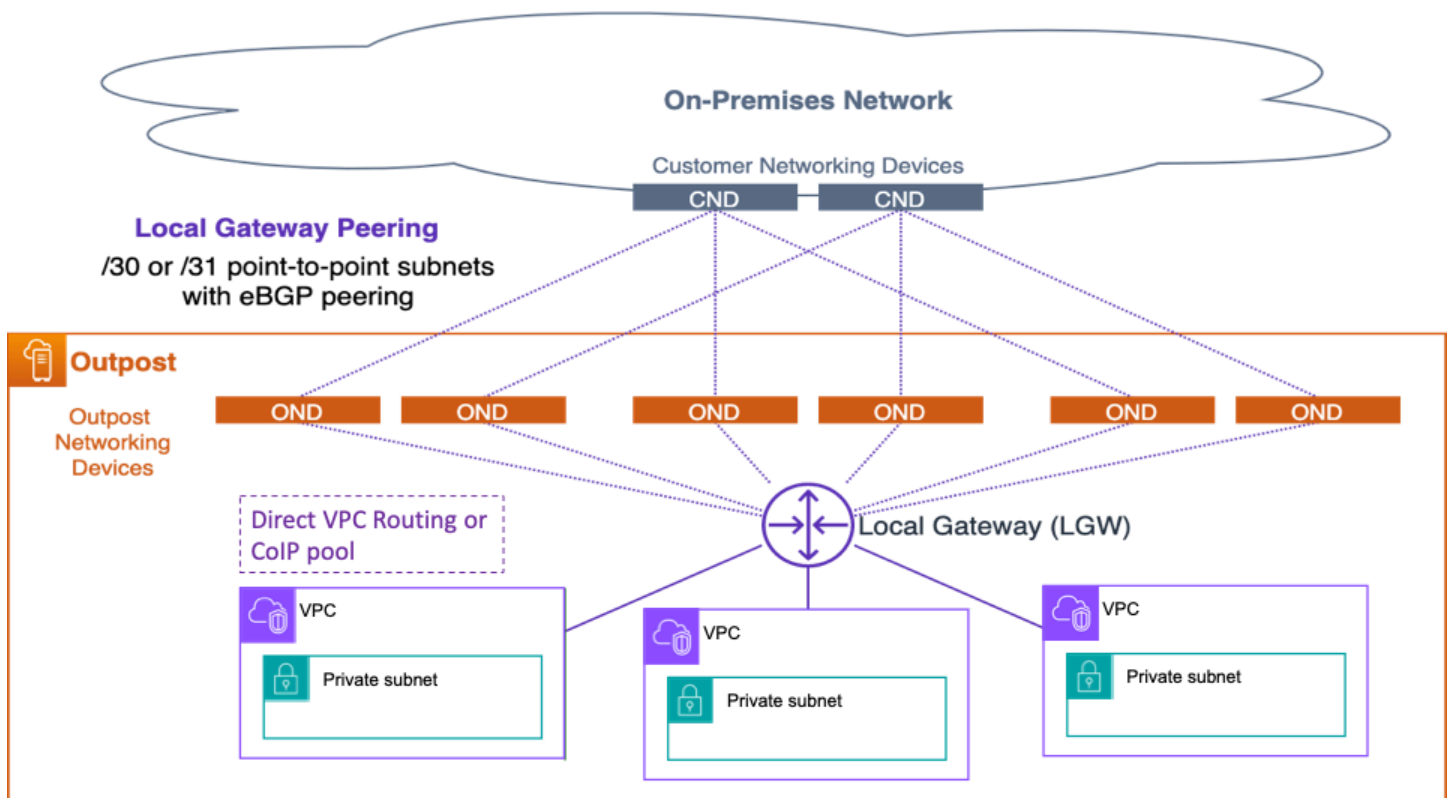 On-Premises Network
Customer Networking Devices
CND
CND
Local Gateway Peering
/30 or /31 point-to-point subnets
with eBGP peering
Outpost
Outpost
Networking
Devices
OND
OND
OND
OND
OND
OND
Direct VPC Routing or
CoIP pool
Local Gateway (LGW)
VPC
Private subnet
VPC
Private subnet
VPC
Private subnet